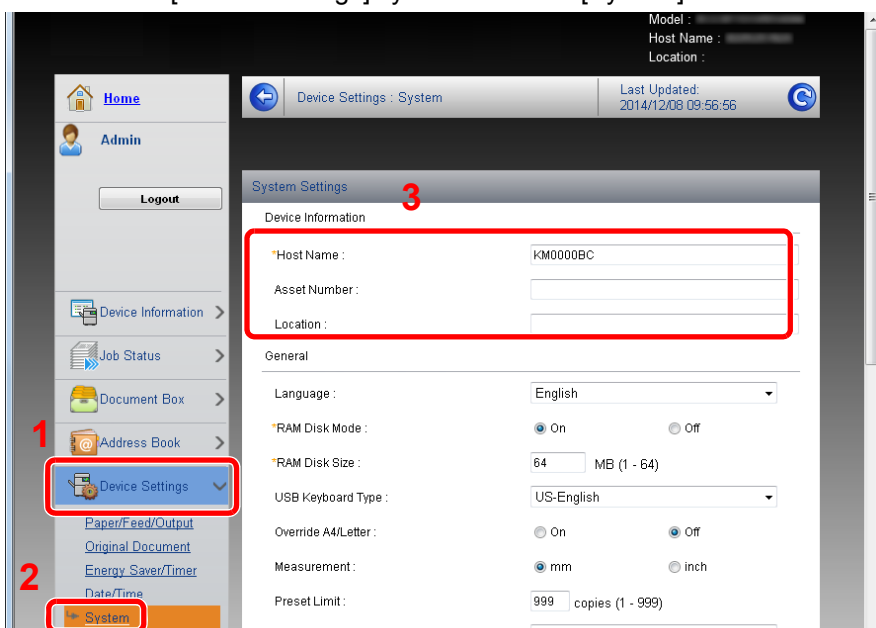 Model :
Host Name :
Location :
Home
Device Settings : System
Last Updated:
2014/12/08 09:56:56
Admin
Logout
System Settings
3
Device Information
*Host Name :
KM0000BC
Asset Number :
Location :
Device Information
General
Job Status
Language :
English
Document Box
*RAM Disk Mode :
On
Off
1
Address Book
*RAM Disk Size :
64
MB (1 - 64)
Device Settings
USB Keyboard Type :
US-English
Paper/Feed/Output
Override A4/Letter :
On
Off
Original Document
2
Energy Saver/Timer
Measurement :
mm
inch
Date/Time
Preset Limit :
999
copies (1 - 999)
System